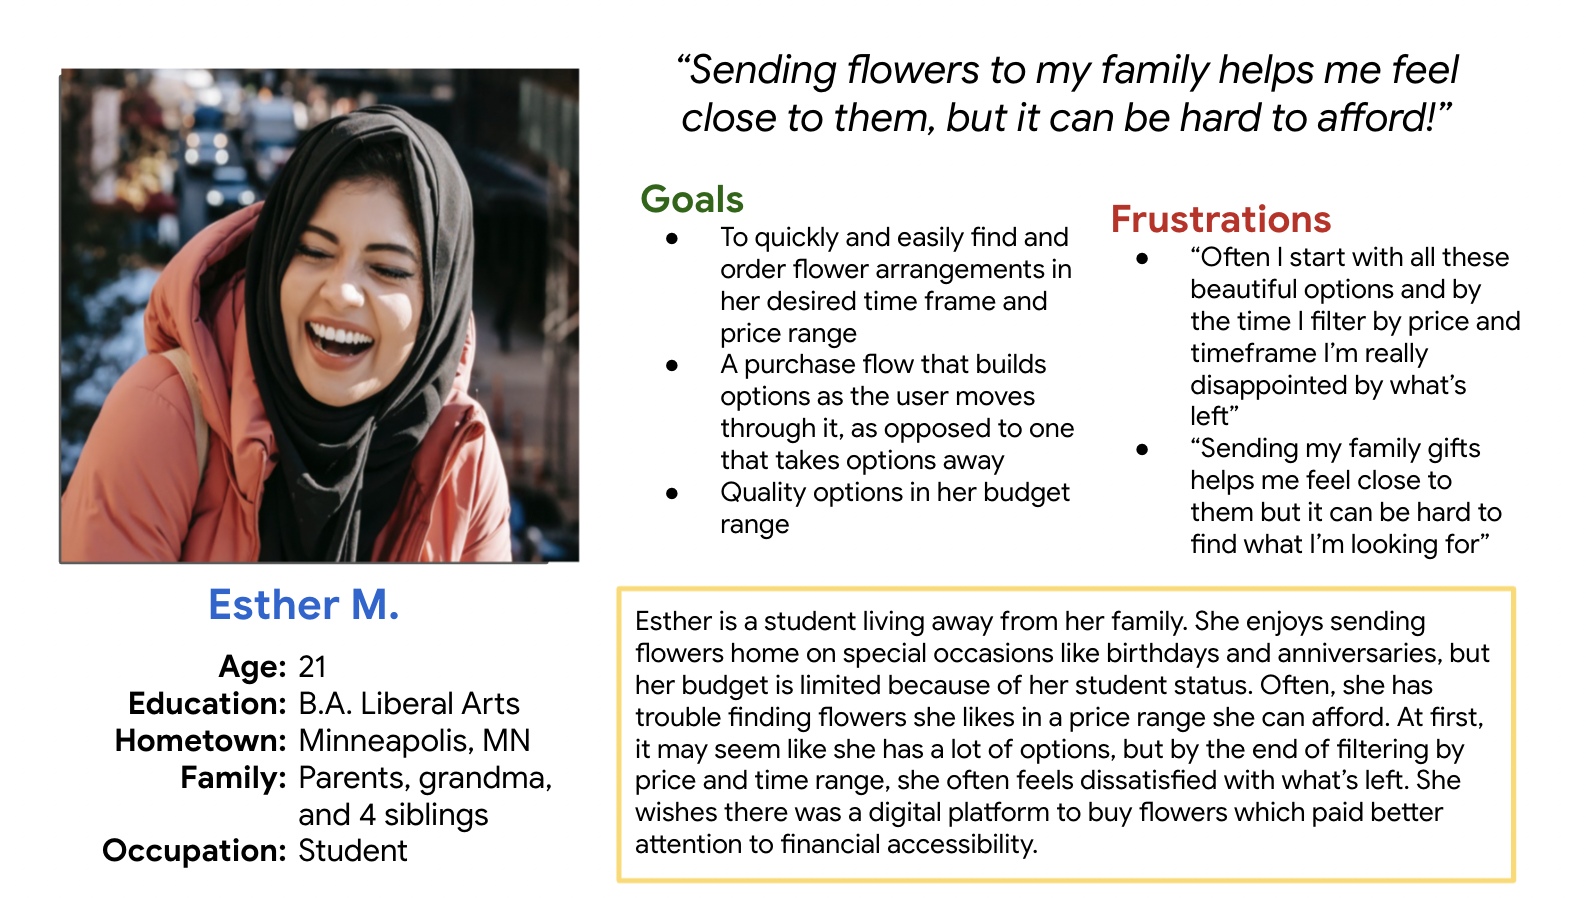 “Sending flowers to my family helps me feel
close to them, but it can be hard to afford!”
Goals
● To quickly and easily find and
order flower arrangements in
her desired time frame and
price range
● A purchase flow that builds
options as the user moves
through it, as opposed to one
that takes options away
● Quality options in her budget
range
Frustrations
● “Often I start with all these
beautiful options and by
the time I filter by price and
timeframe I’m really
disappointed by what’s
left”
● “Sending my family gifts
helps me feel close to
them but it can be hard to
find what I’m looking for”
Esther M.
Age: 21
Education: B.A. Liberal Arts
Hometown: Minneapolis, MN
Family: Parents, grandma,
and 4 siblings
Occupation: Student
Esther is a student living away from her family. She enjoys sending
flowers home on special occasions like birthdays and anniversaries, but
her budget is limited because of her student status. Often, she has
trouble finding flowers she likes in a price range she can afford. At first,
it may seem like she has a lot of options, but by the end of filtering by
price and time range, she often feels dissatisfied with what’s left. She
wishes there was a digital platform to buy flowers which paid better
attention to financial accessibility.